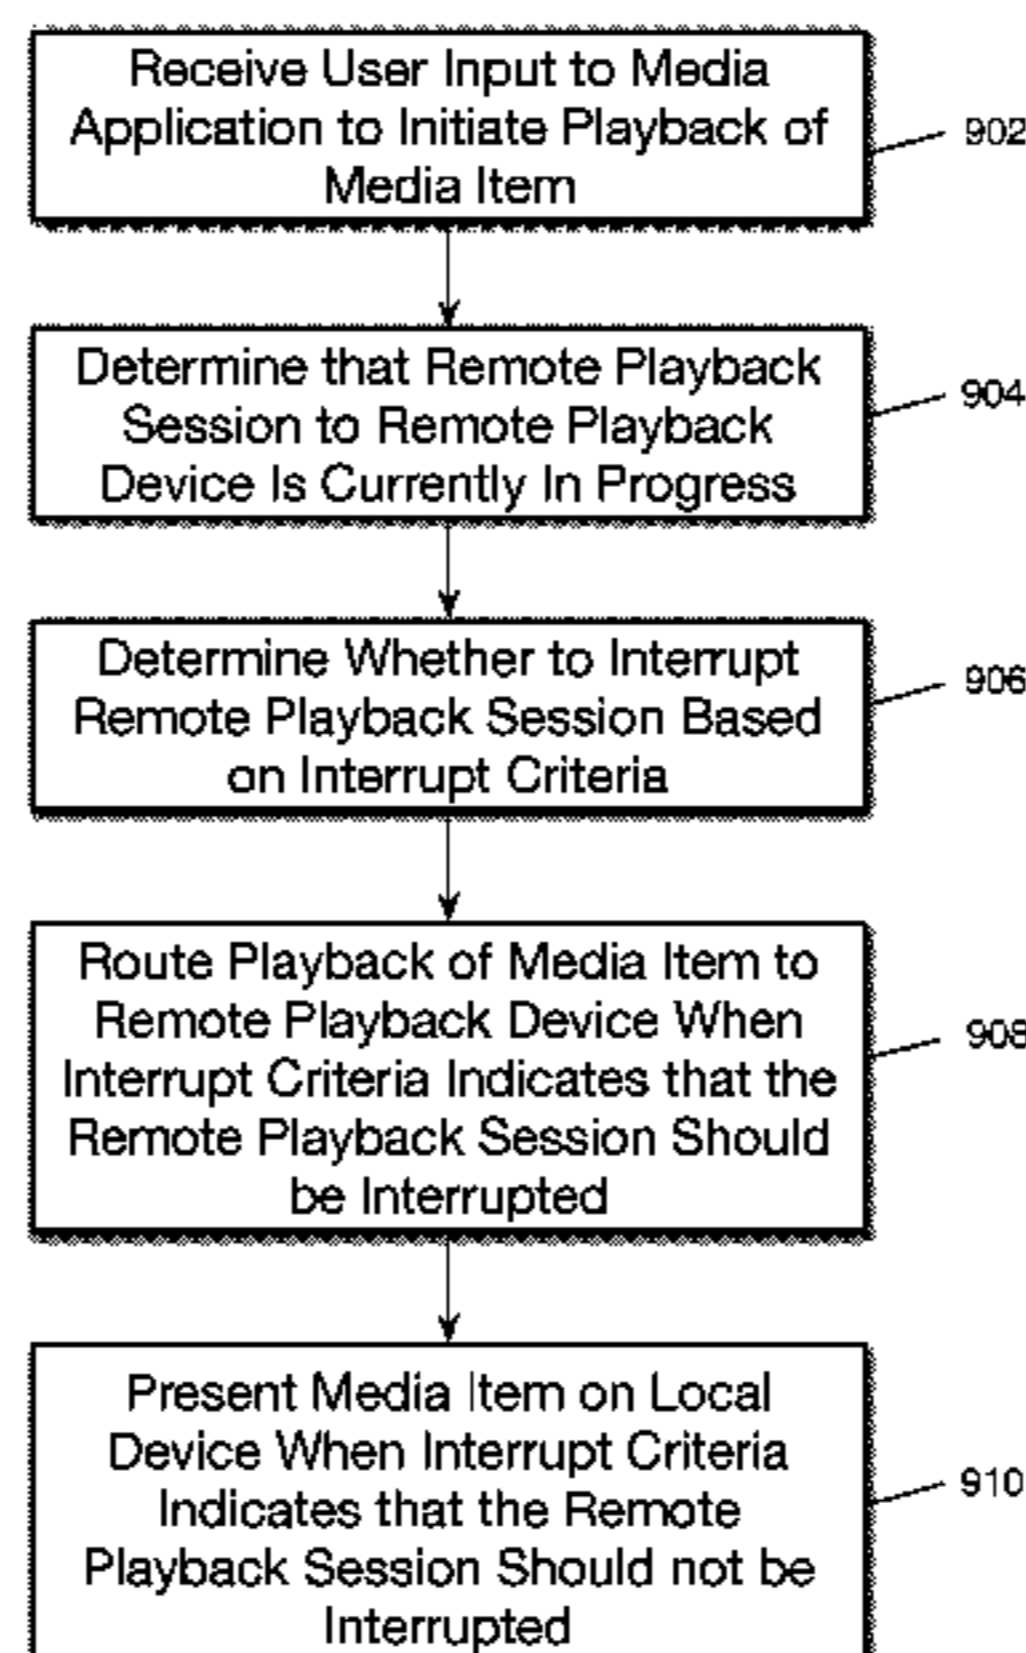 Receive User Input to Media
Application to Initiate Playback of
Media Item
902
Determine that Remote Playback
Session to Remote Playback
Device Is Currently In Progress
904
Determine Whether to Interrupt
Remote Playback Session Based
on Interrupt Criteria
906
Route Playback of Media Item to
Remote Playback Device When
Interrupt Criteria Indicates that the
Remote Playback Session Should
be Interrupted
908
Present Media Item on Local
Device When Interrupt Criteria
Indicates that the Remote
Playback Session Should not be
Interrupted
910